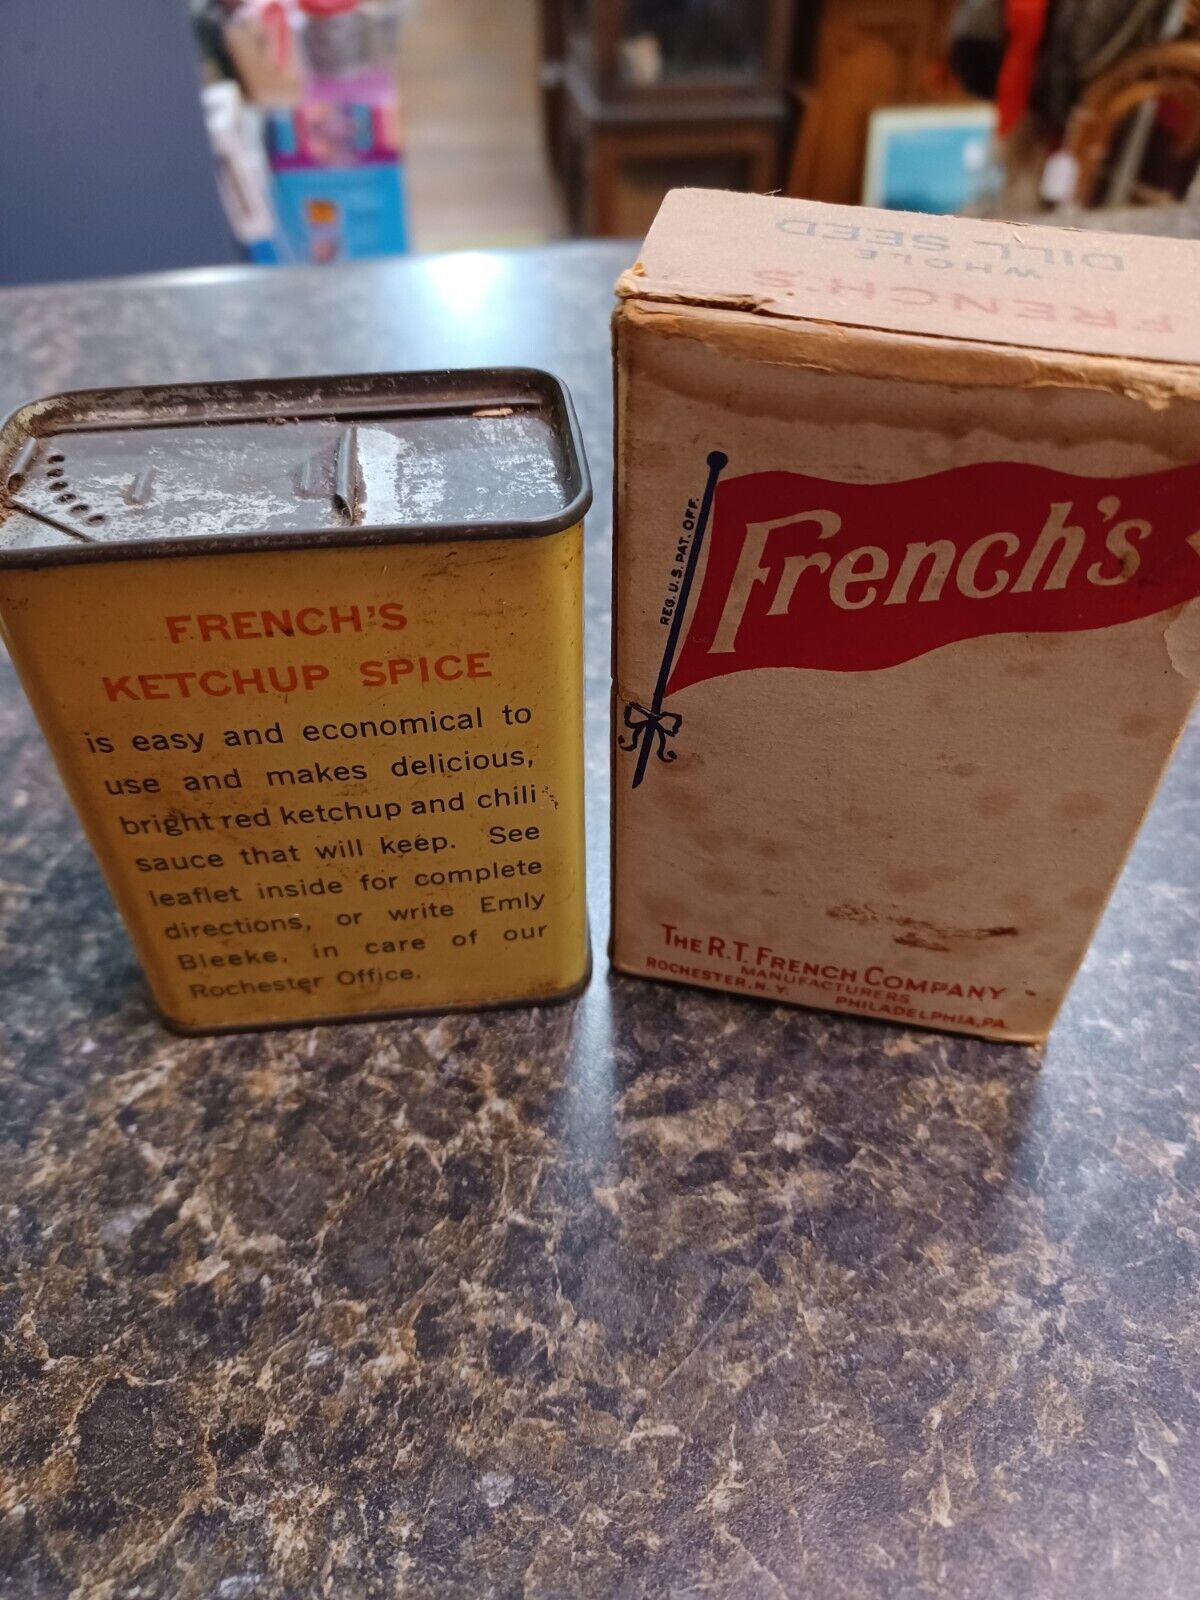 FRENCH'S
KETCHUP SPICE
is easy and economical to
use and makes delicious,
bright red ketchup and chili
sauce that will keep. See
leaflet inside for complete
directions, or write Emly
Bleeke, in care of our
Rochester Office.
FRENCH'S
WHOLE
DILL SEED
REG. U.S. PAT. OFF.
French's
THE R.T. FRENCH COMPANY
MANUFACTURERS
ROCHESTER, N.Y. PHILADELPHIA, PA.